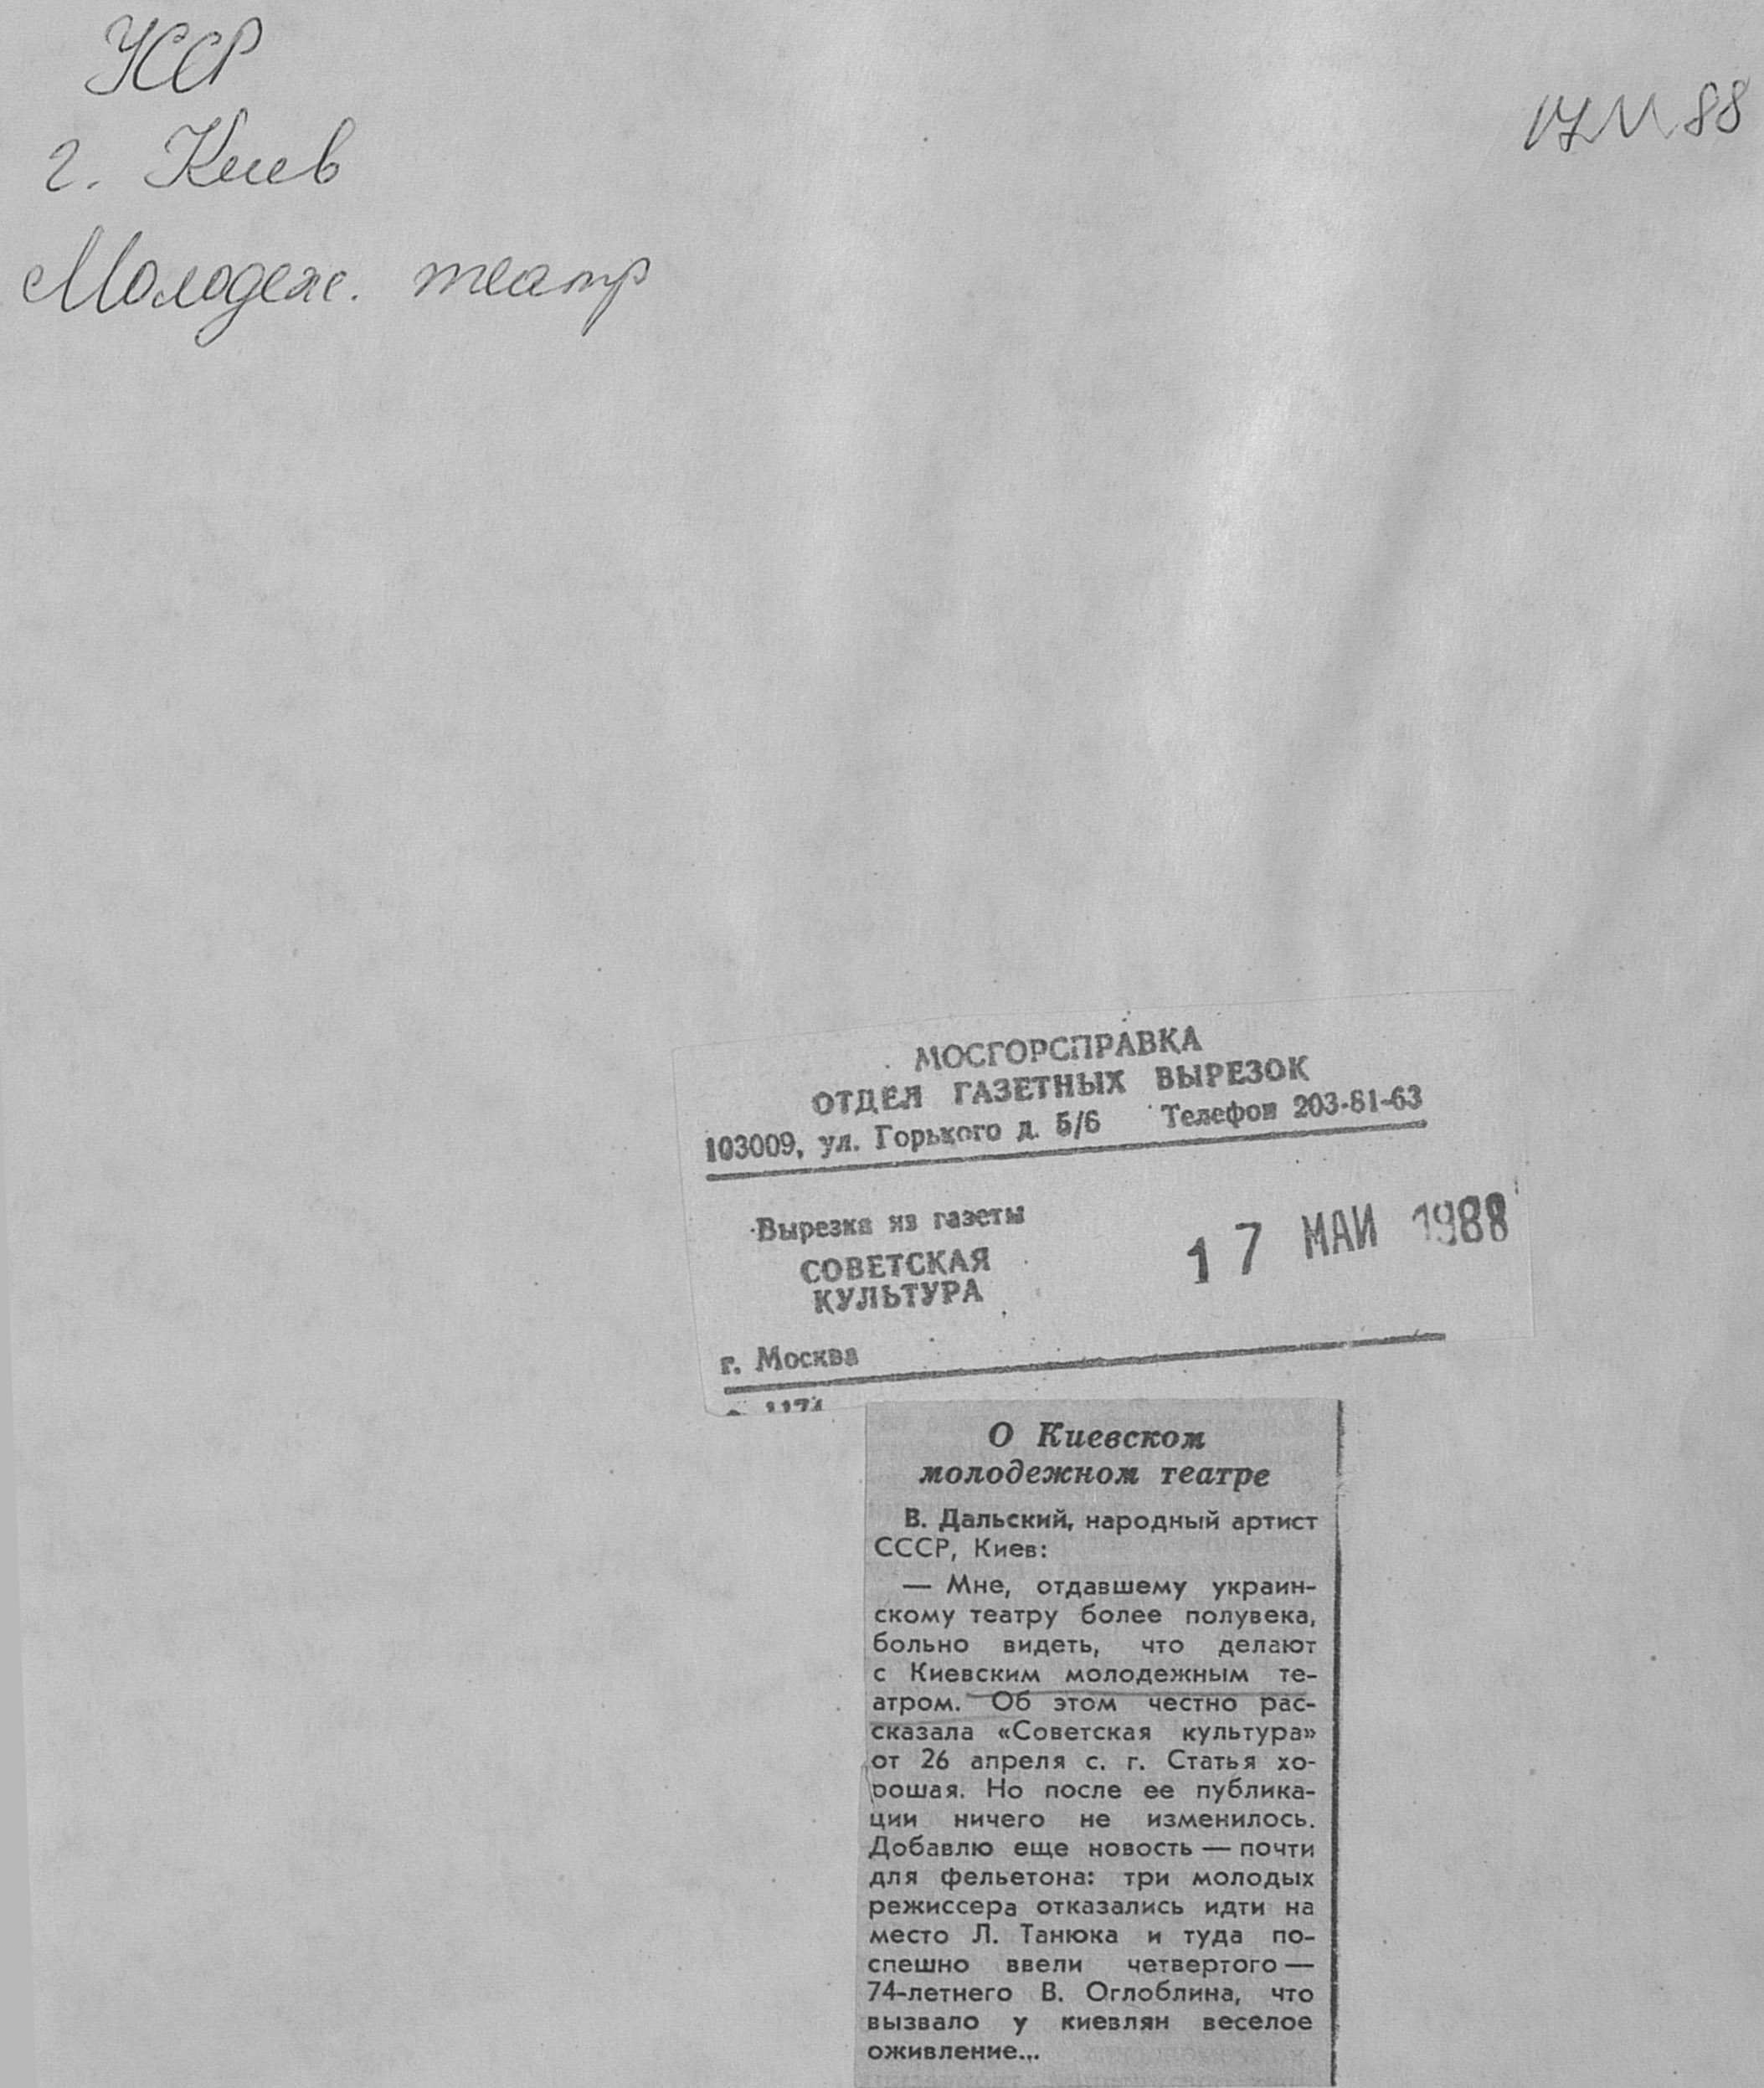 УССР
г. Киев
Молодеж. театр
17 V 88
МОСГОРСПРАВКА
ОТДЕЛ ГАЗЕТНЫХ ВЫРЕЗОК
103009, ул. Горького д. 5/6 Телефон 203-81-63
Вырезка из газеты
СОВЕТСКАЯ
КУЛЬТУРА
17 МАЙ 1988
г. Москва
О Киевском
молодежном театре
В. Дальский, народный артист
СССР, Киев:
— Мне, отдавшему украин-
скому театру более полувека,
больно видеть, что делают
с Киевским молодежным те-
атром. Об этом честно рас-
сказала «Советская культура»
от 26 апреля с. г. Статья хо-
рошая. Но после ее публика-
ции ничего не изменилось.
Добавлю еще новость — почти
для фельетона: три молодых
режиссера отказались идти на
место Л. Танюка и туда по-
спешно ввели четвертого —
74-летнего В. Оглоблина, что
вызвало у киевлян веселое
оживление...